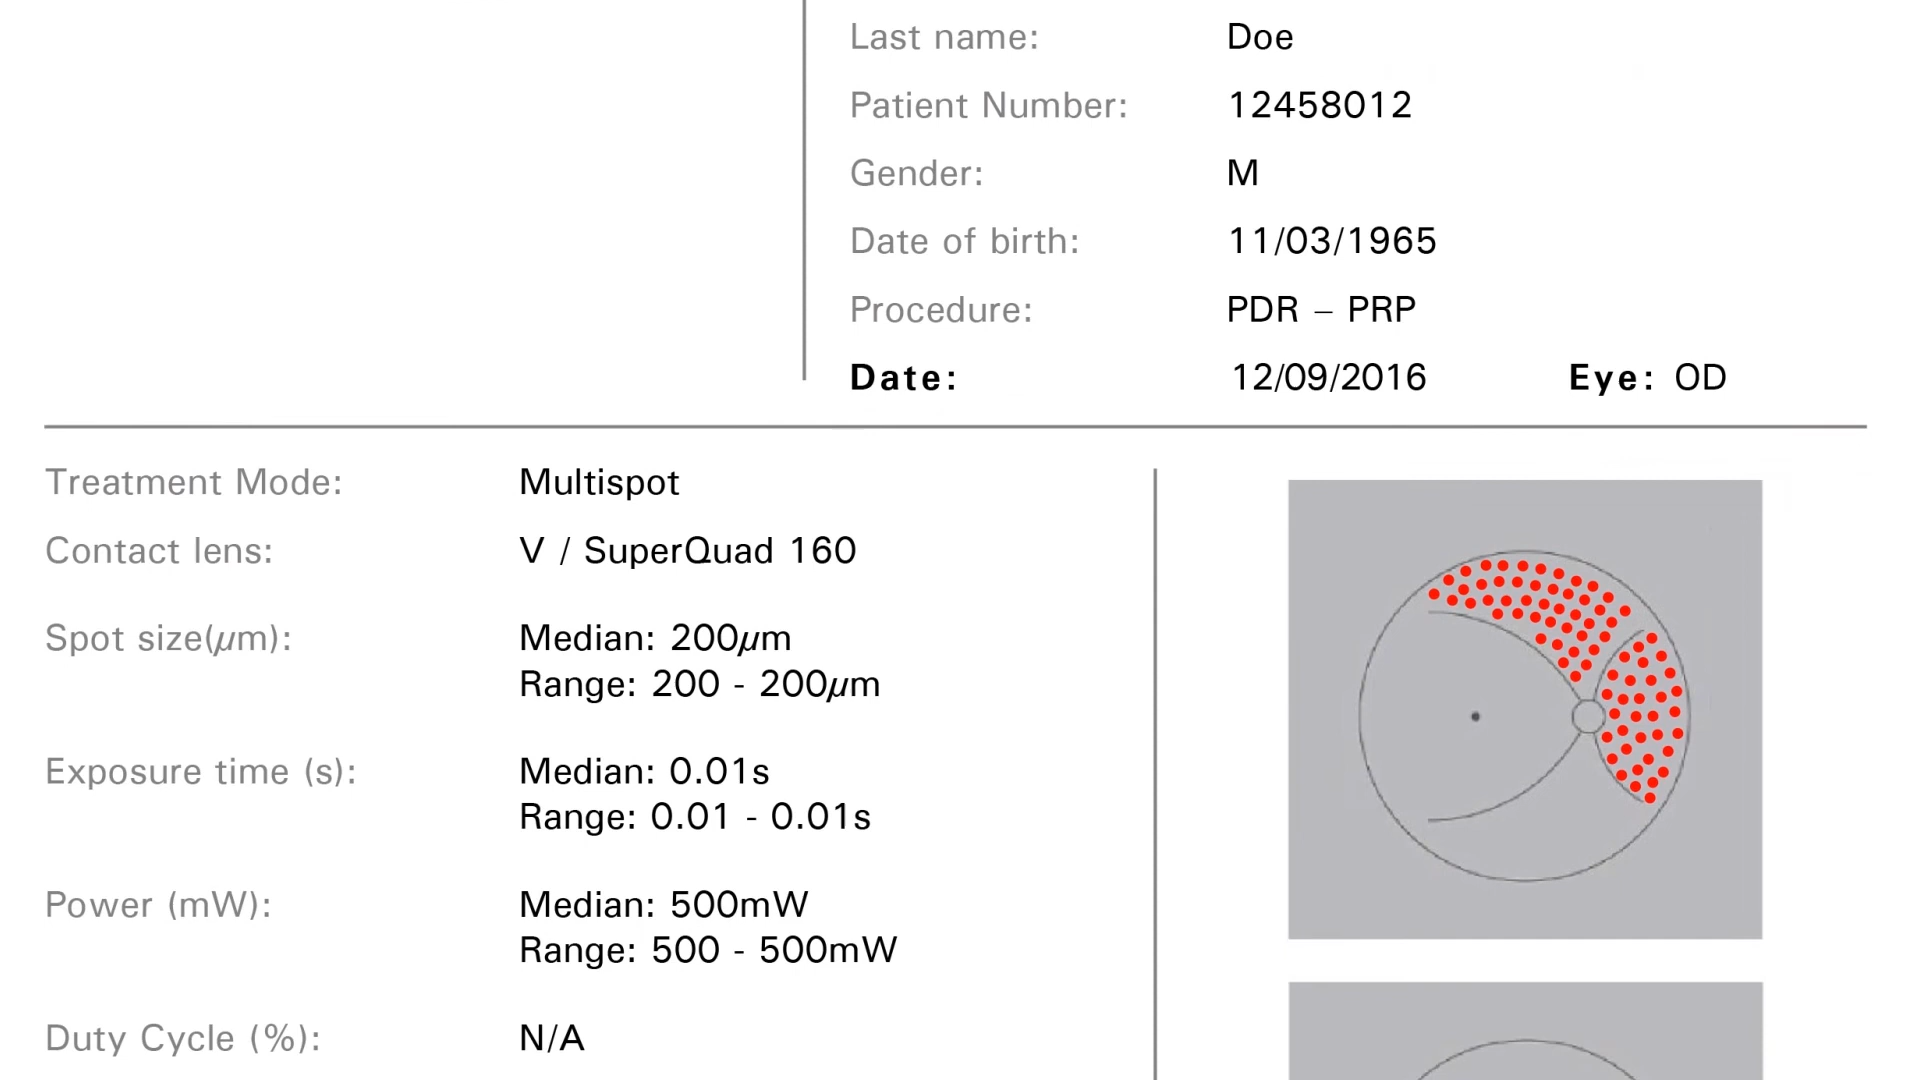 Last name: Doe
Patient Number: 12458012
Gender: M
Date of birth: 11/03/1965
Procedure: PDR – PRP
Date: 12/09/2016 Eye: OD
Treatment Mode: Multispot
Contact lens: V / SuperQuad 160
Spot size(µm): Median: 200µm
Range: 200 - 200µm
Exposure time (s): Median: 0.01s
Range: 0.01 - 0.01s
Power (mW): Median: 500mW
Range: 500 - 500mW
Duty Cycle (%): N/A